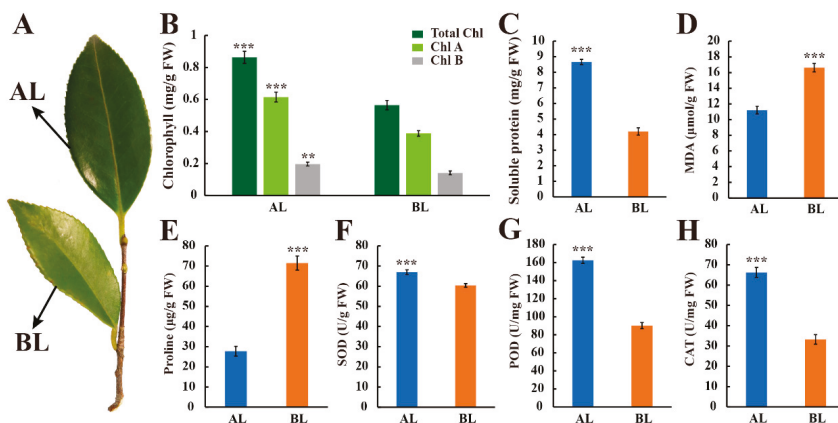 A
AL
BL
B
Chlorophyll (mg/g FW)
1
0.8
0.6
0.4
0.2
0
***
***
**
Total Chl
Chl A
Chl B
AL
BL
C
Soluble protein (mg/g FW)
10
9
8
7
6
5
4
3
2
1
0
***
AL
BL
D
MDA (μmol/g FW)
18
16
14
12
10
8
6
4
2
0
***
AL
BL
E
Proline (μg/g FW)
80
70
60
50
40
30
20
10
0
***
AL
BL
F
SOD (U/g FW)
80
70
60
50
40
30
20
10
0
***
AL
BL
G
POD (U/mg FW)
180
160
140
120
100
80
60
40
20
0
***
AL
BL
H
CAT (U/mg FW)
80
70
60
50
40
30
20
10
0
***
AL
BL